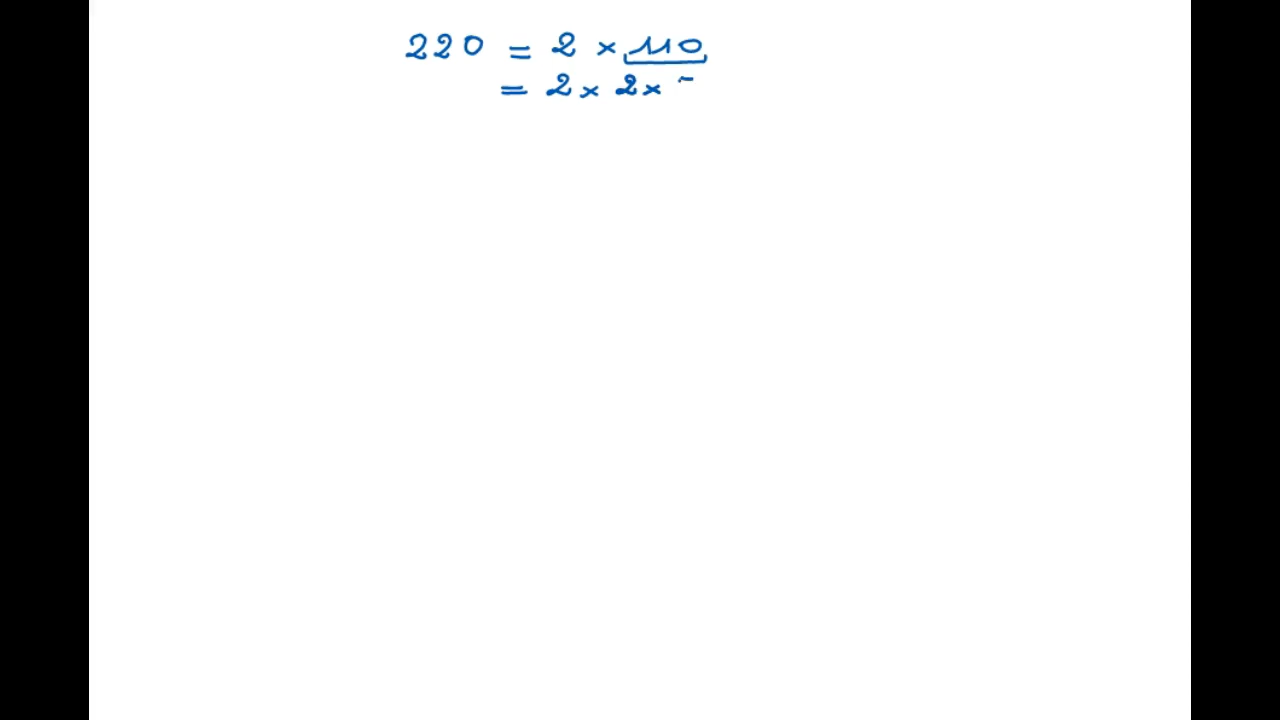 220 = 2 × 110
= 2 × 2 ×